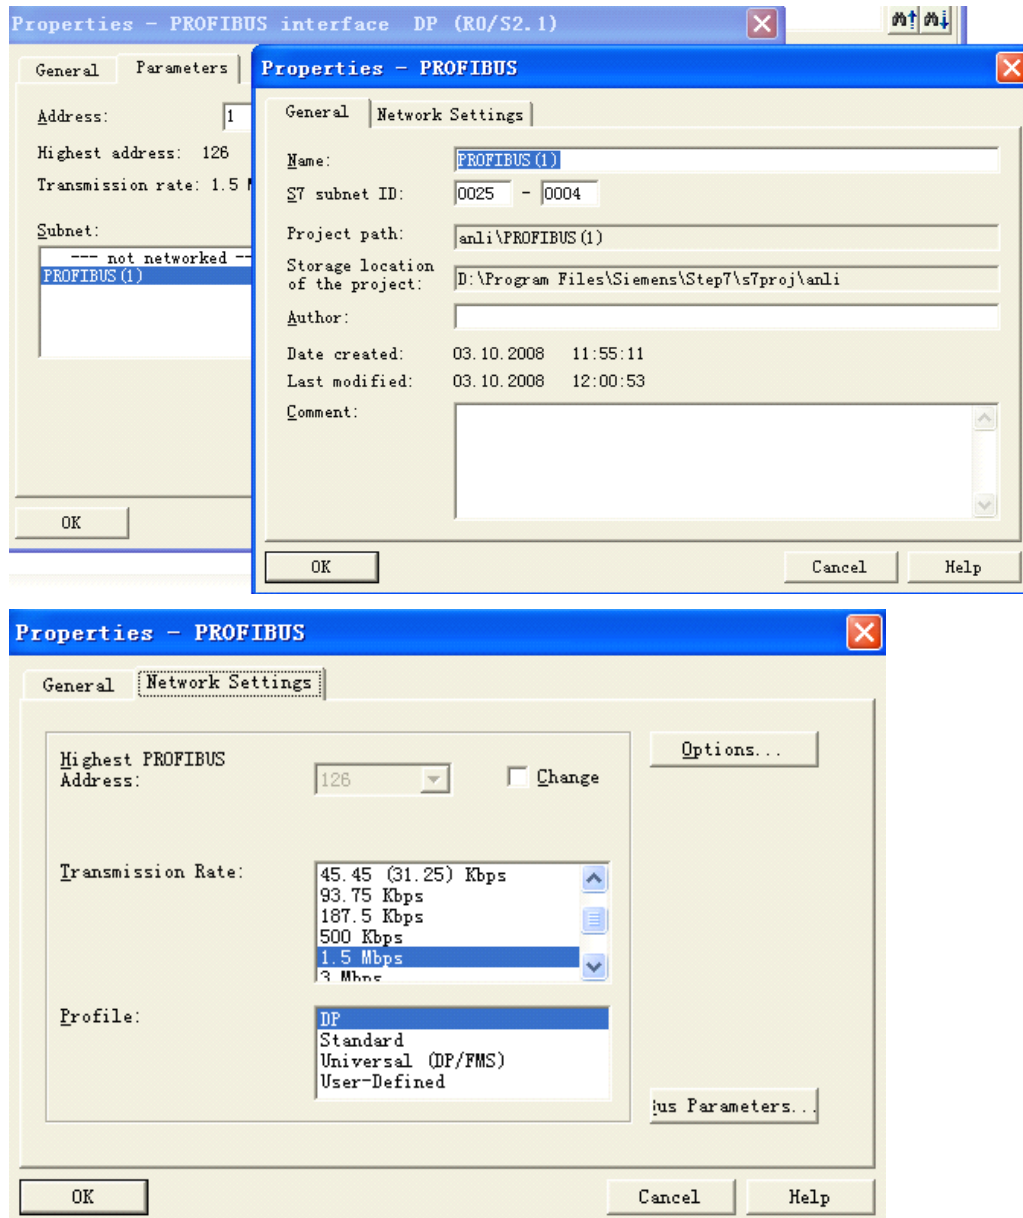 Properties - PROFIBUS interface DP (R0/S2.1)
General Parameters
Address: 1
Highest address: 126
Transmission rate: 1.5
Subnet:
--- not networked --
PROFIBUS(1)
OK
Properties - PROFIBUS
General Network Settings
Name: PROFIBUS(1)
S7 subnet ID: 0025 - 0004
Project path: anli\PROFIBUS(1)
Storage location
of the project: D:\Program Files\Siemens\Step7\s7proj\anli
Author:
Date created: 03.10.2008 11:55:11
Last modified: 03.10.2008 12:00:53
Comment:
OK Cancel Help
Properties - PROFIBUS
General Network Settings
Highest PROFIBUS
Address: 126 Change
Options...
Transmission Rate: 45.45 (31.25) Kbps
93.75 Kbps
187.5 Kbps
500 Kbps
1.5 Mbps
3 Mbps
Profile: DP
Standard
Universal (DP/FMS)
User-Defined
us Parameters...
OK Cancel Help